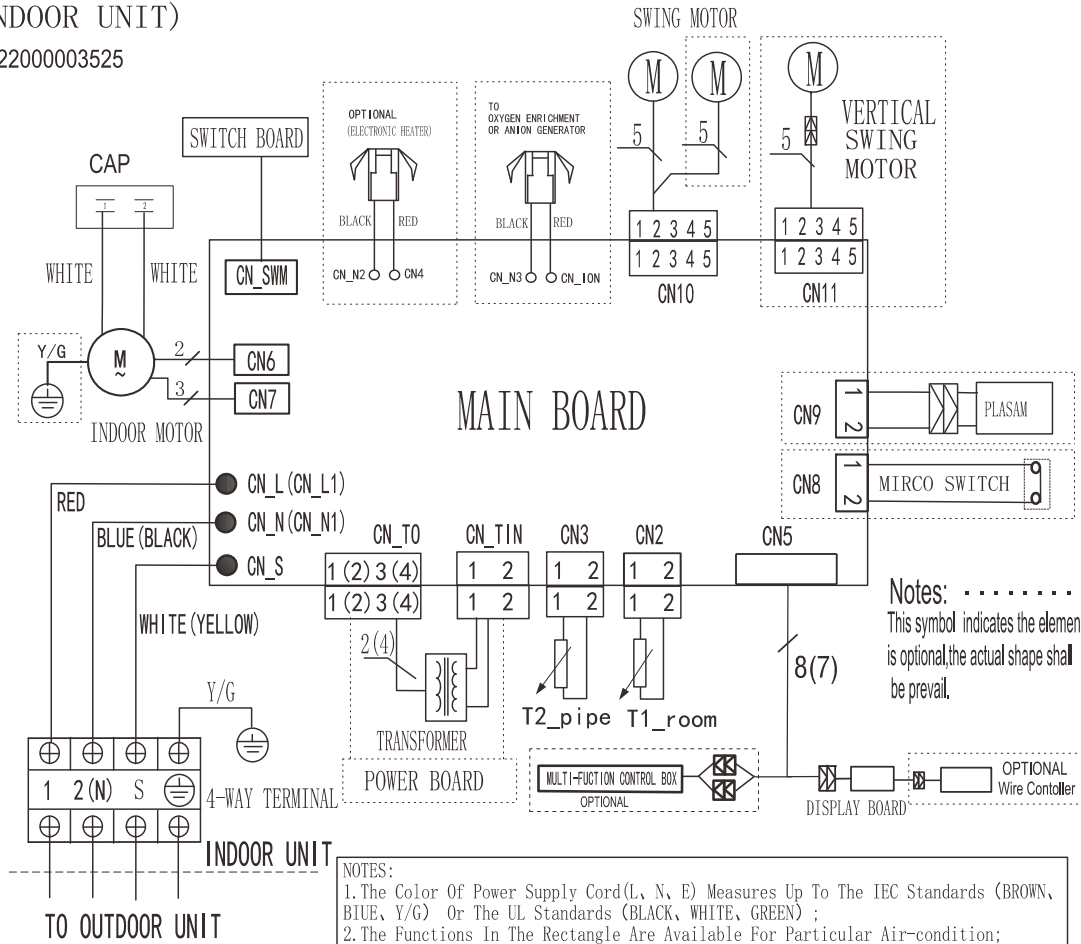 NDOOR UNIT)
22000003525
SWING MOTOR
M
M
M
VERTICAL
SWING
MOTOR
5
5
5
OPTIONAL
(ELECTRONIC HEATER)
BLACK
RED
CN_N2
CN4
TO
OXYGEN ENRICHMENT
OR ANION GENERATOR
BLACK
RED
CN_N3
CN_ION
SWITCH BOARD
CN_SWM
CAP
1
2
WHITE
WHITE
1 2 3 4 5
1 2 3 4 5
CN10
1 2 3 4 5
1 2 3 4 5
CN11
Y/G
M
~
2
CN6
3
CN7
INDOOR MOTOR
MAIN BOARD
CN9
1
2
PLASAM
CN8
1
2
MIRCO SWITCH
RED
CN_L(CN_L1)
BLUE(BLACK)
CN_N(CN_N1)
CN_S
WHITE(YELLOW)
CN_TO
1(2)3(4)
1(2)3(4)
CN_TIN
1 2
1 2
CN3
1 2
1 2
CN2
1 2
1 2
CN5
2(4)
TRANSFORMER
POWER BOARD
T2_pipe
T1_room
8(7)
Notes:
This symbol indicates the elemen
is optional,the actual shape shall
be prevail.
MULTI-FUCTION CONTROL BOX
OPTIONAL
DISPLAY BOARD
OPTIONAL
Wire Contoller
Y/G
1
2(N)
S
4-WAY TERMINAL
INDOOR UNIT
TO OUTDOOR UNIT
NOTES:
1.The Color Of Power Supply Cord(L、N、E) Measures Up To The IEC Standards (BROWN、
BIUE、Y/G) Or The UL Standards (BLACK、WHITE、GREEN) ;
2.The Functions In The Rectangle Are Available For Particular Air-condition;